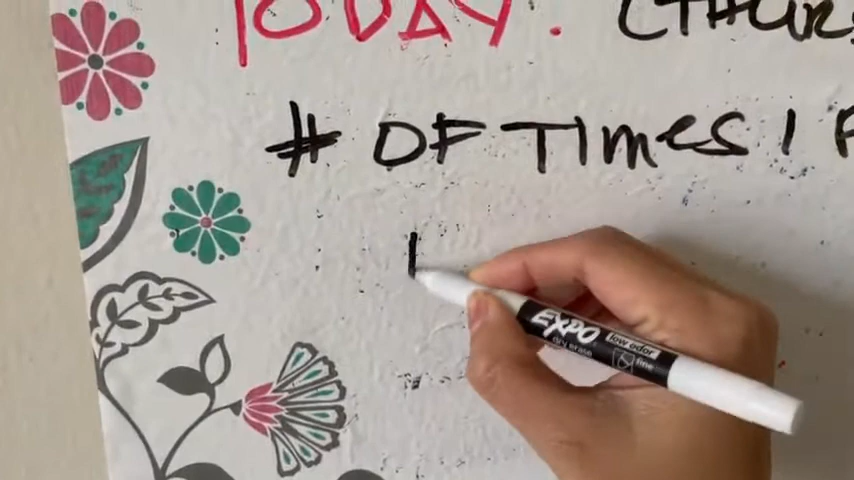 TODAY. (THURS
# OF TIMES I
EXPO low odor
dry erase fine